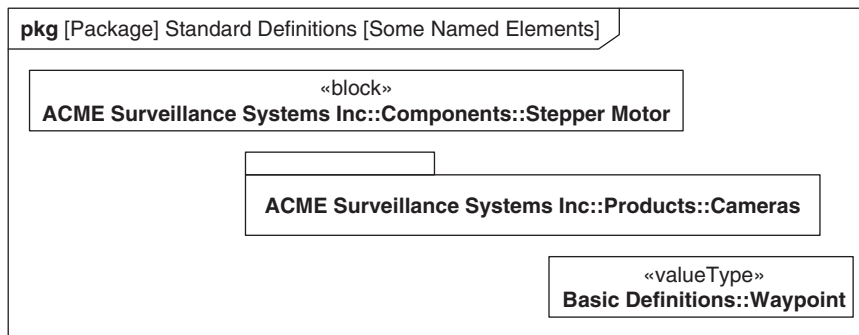 pkg [Package] Standard Definitions [Some Named Elements]
«block»
ACME Surveillance Systems Inc::Components::Stepper Motor
ACME Surveillance Systems Inc::Products::Cameras
«valueType»
Basic Definitions::Waypoint